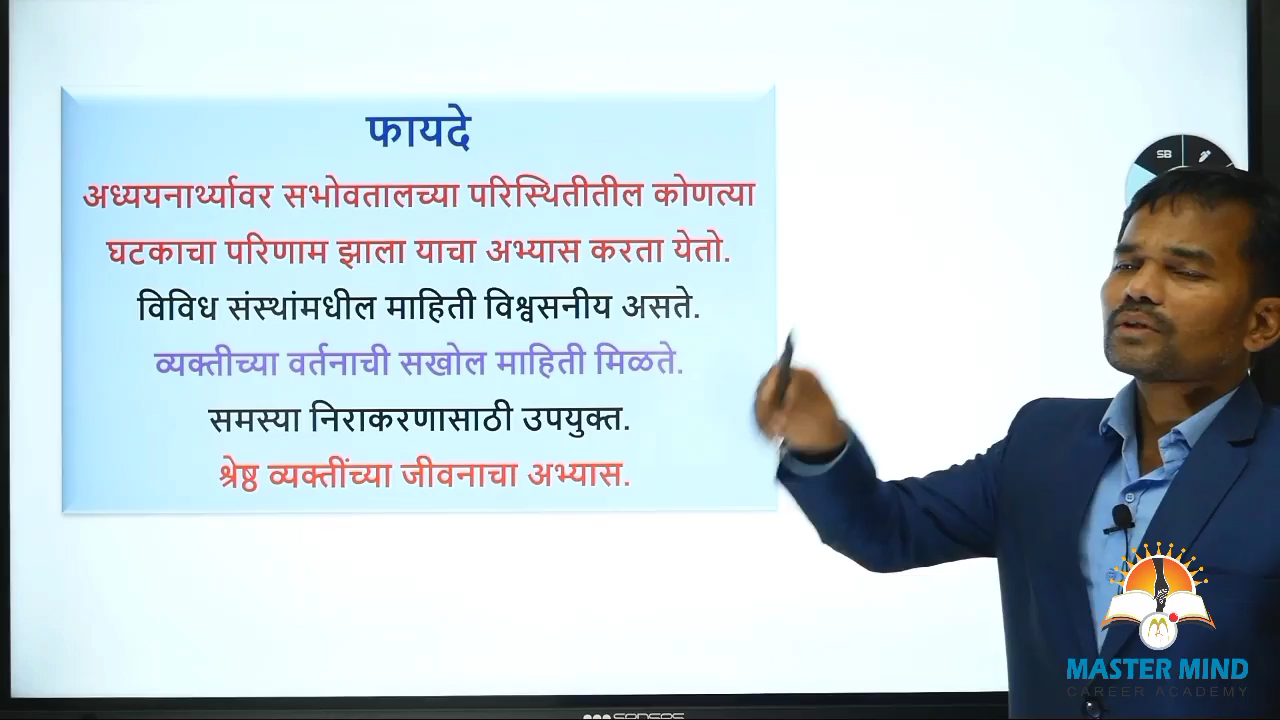 फायदे
अध्ययनार्थ्यावर सभोवतालच्या परिस्थितीतील कोणत्या
घटकाचा परिणाम झाला याचा अभ्यास करता येतो.
विविध संस्थांमधील माहिती विश्वसनीय असते.
व्यक्तीच्या वर्तनाची सखोल माहिती मिळते.
समस्या निराकरणासाठी उपयुक्त.
श्रेष्ठ व्यक्तींच्या जीवनाचा अभ्यास.
SB
MASTER MIND
CAREER ACADEMY